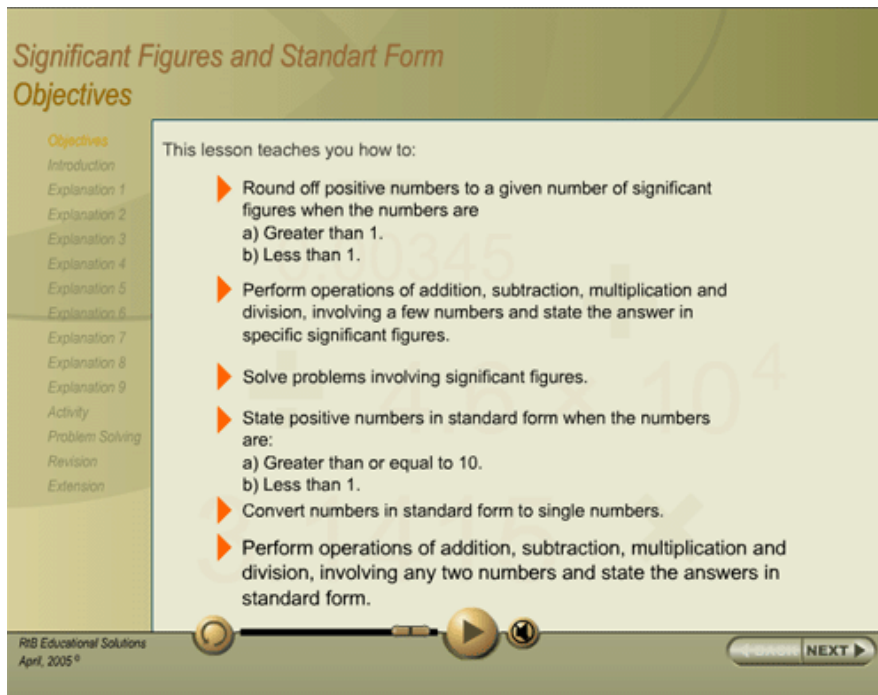 Significant Figures and Standart Form
Objectives
Objectives
Introduction
Explanation 1
Explanation 2
Explanation 3
Explanation 4
Explanation 5
Explanation 6
Explanation 7
Explanation 8
Explanation 9
Activity
Problem Solving
Revision
Extension
This lesson teaches you how to:
Round off positive numbers to a given number of significant
figures when the numbers are
a) Greater than 1.
b) Less than 1.
Perform operations of addition, subtraction, multiplication and
division, involving a few numbers and state the answer in
specific significant figures.
Solve problems involving significant figures.
State positive numbers in standard form when the numbers
are:
a) Greater than or equal to 10.
b) Less than 1.
Convert numbers in standard form to single numbers.
Perform operations of addition, subtraction, multiplication and
division, involving any two numbers and state the answers in
standard form.
0.00345
4.6 × 10⁴
RtB Educational Solutions
April, 2005 ©
BACK NEXT